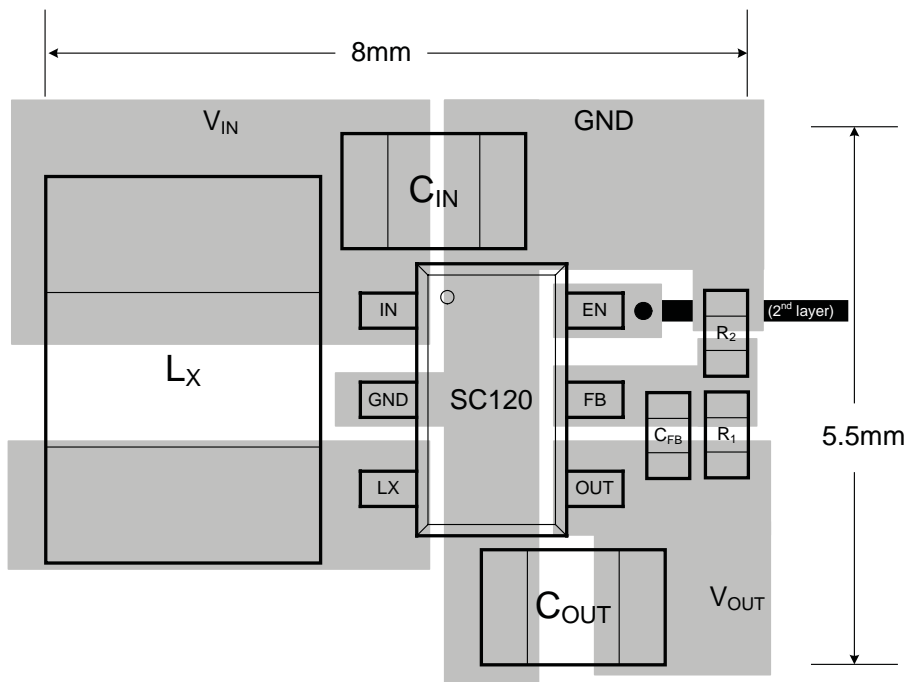 8mm
VIN
GND
CIN
IN
EN
(2nd layer)
R2
LX
GND
SC120
FB
CFB
R1
5.5mm
LX
OUT
COUT
VOUT